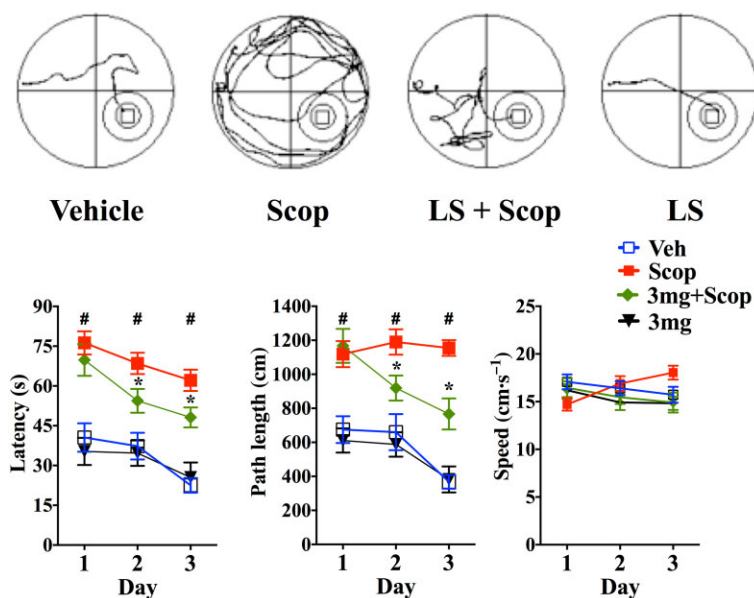 Vehicle Scop LS + Scop LS
Veh
Scop
3mg+Scop
3mg
90
75
60
45
30
15
0
Latency (s)
# # #
* *
1 2 3
Day
1400
1200
1000
800
600
400
200
0
Path length (cm)
# # #
* *
1 2 3
Day
25
20
15
10
5
0
Speed (cm·s⁻¹)
1 2 3
Day